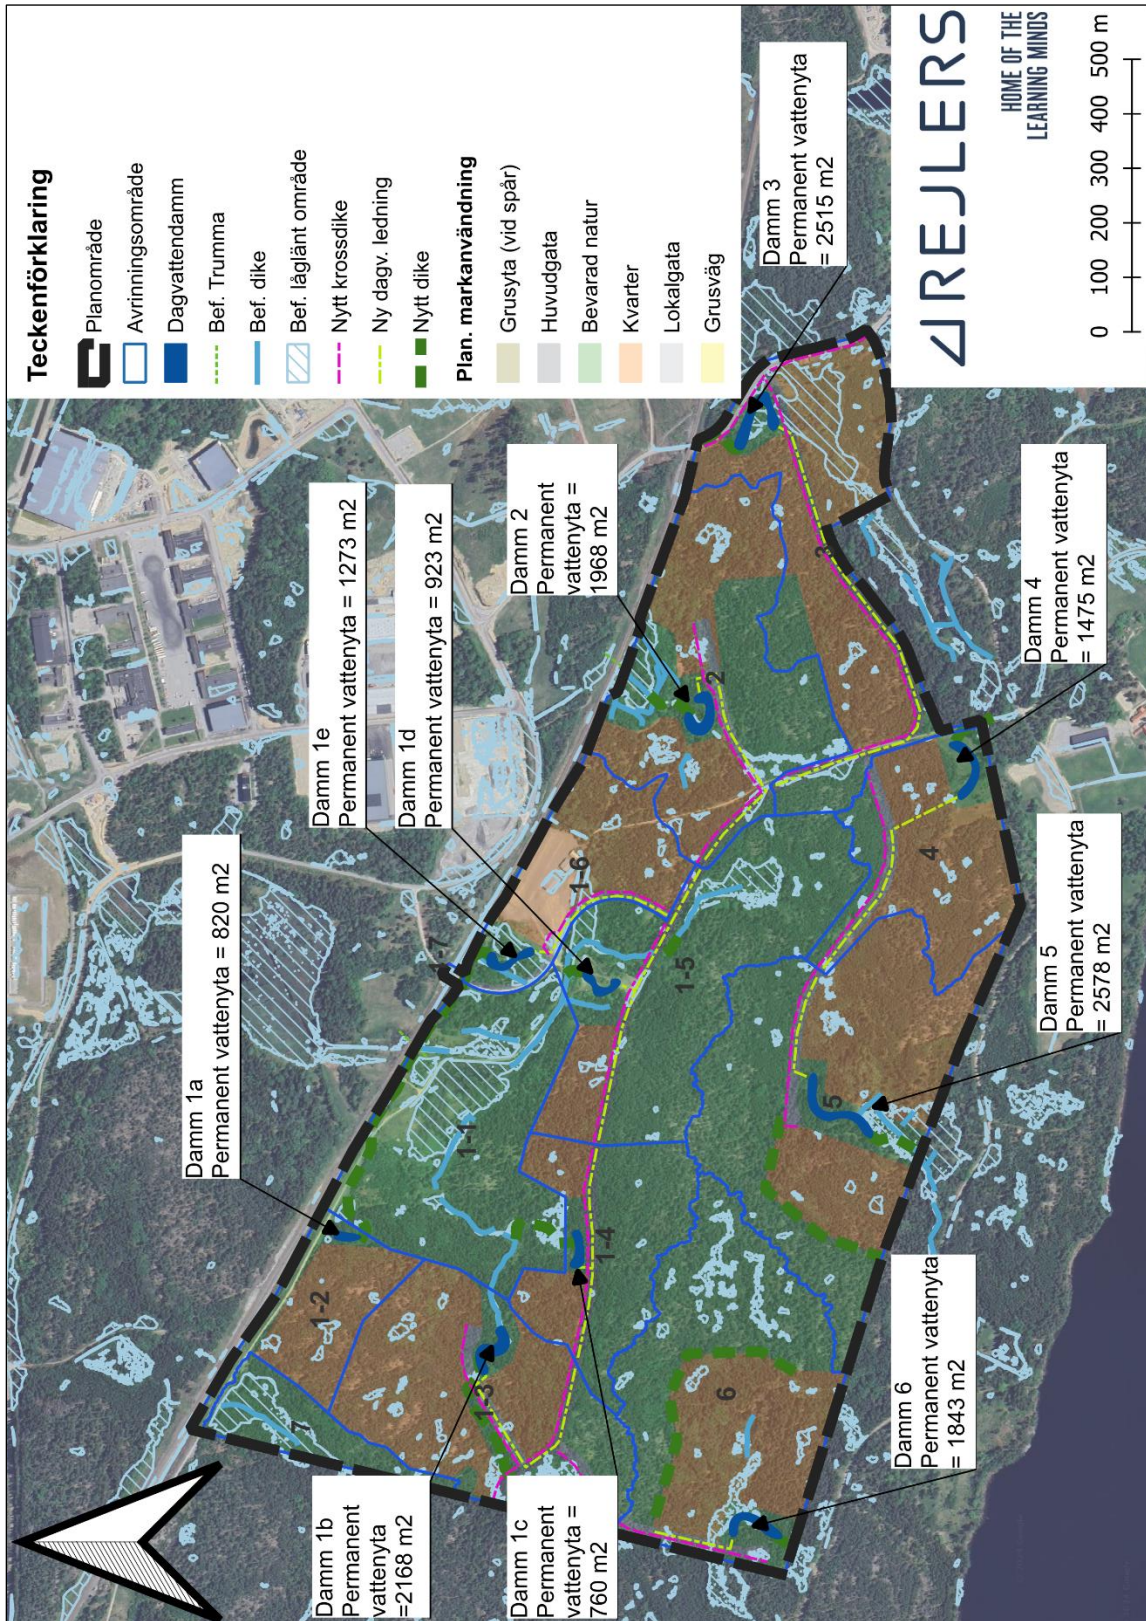 Teckenförklaring
Planområde
Avrinningsområde
Dagvattendamm
Bef. Trumma
Bef. dike
Bef. låglänt område
Nytt krossdike
Ny dagv. ledning
Nytt dike
Plan. markanvändning
Grusyta (vid spår)
Huvudgata
Bevarad natur
Kvarter
Lokalgata
Grusväg
Damm 1a
Permanent vattenyta = 820 m2
Damm 1e
Permanent vattenyta = 1273 m2
Damm 1d
Permanent vattenyta = 923 m2
Damm 2
Permanent
vattenyta =
1968 m2
Damm 3
Permanent vattenyta
= 2515 m2
Damm 1b
Permanent
vattenyta
=2168 m2
Damm 1c
Permanent
vattenyta =
760 m2
Damm 6
Permanent vattenyta
= 1843 m2
Damm 5
Permanent vattenyta
= 2578 m2
Damm 4
Permanent vattenyta
= 1475 m2
1
1-2
1-1
1-7
1-6
1-3
1-4
1-5
2
3
4
5
6
REJLERS
HOME OF THE
LEARNING MINDS
0 100 200 300 400 500 m